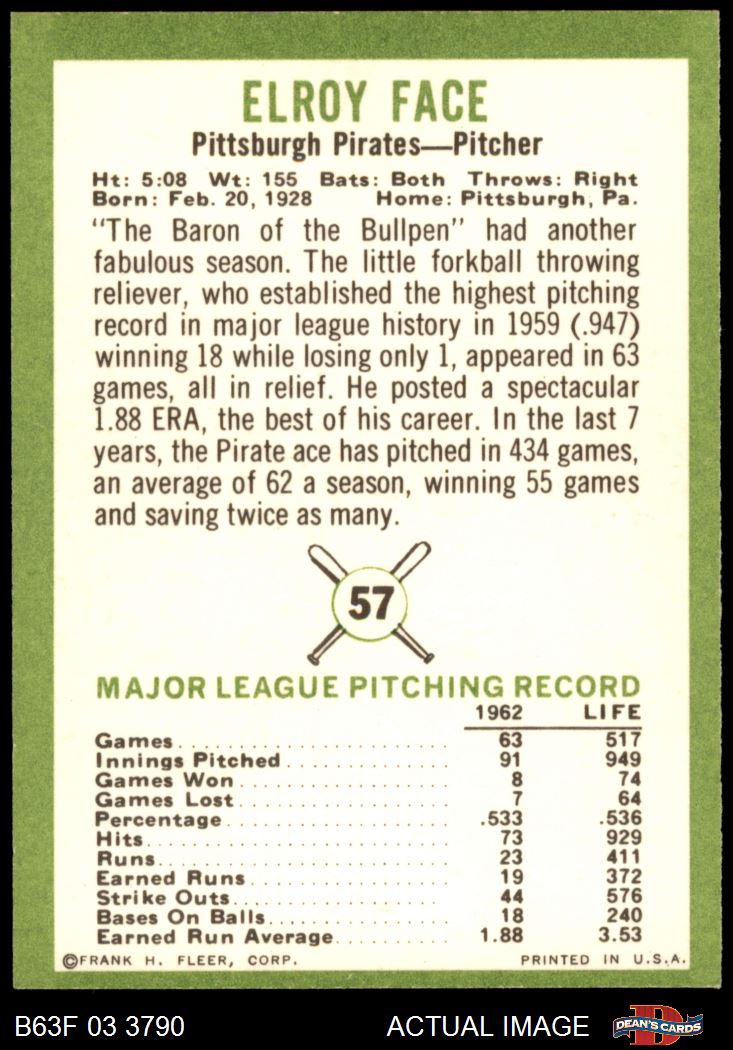 ELROY FACE
Pittsburgh Pirates—Pitcher
Ht: 5:08 Wt: 155 Bats: Both Throws: Right
Born: Feb. 20, 1928 Home: Pittsburgh, Pa.
"The Baron of the Bullpen" had another
fabulous season. The little forkball throwing
reliever, who established the highest pitching
record in major league history in 1959 (.947)
winning 18 while losing only 1, appeared in 63
games, all in relief. He posted a spectacular
1.88 ERA, the best of his career. In the last 7
years, the Pirate ace has pitched in 434 games,
an average of 62 a season, winning 55 games
and saving twice as many.
57
MAJOR LEAGUE PITCHING RECORD
1962 LIFE
Games 63 517
Innings Pitched 91 949
Games Won 8 74
Games Lost 7 64
Percentage .533 .536
Hits 73 929
Runs 23 411
Earned Runs 19 372
Strike Outs 44 576
Bases On Balls 18 240
Earned Run Average 1.88 3.53
©FRANK H. FLEER, CORP. PRINTED IN U.S.A.
B63F 03 3790 ACTUAL IMAGE D DEAN'S CARDS